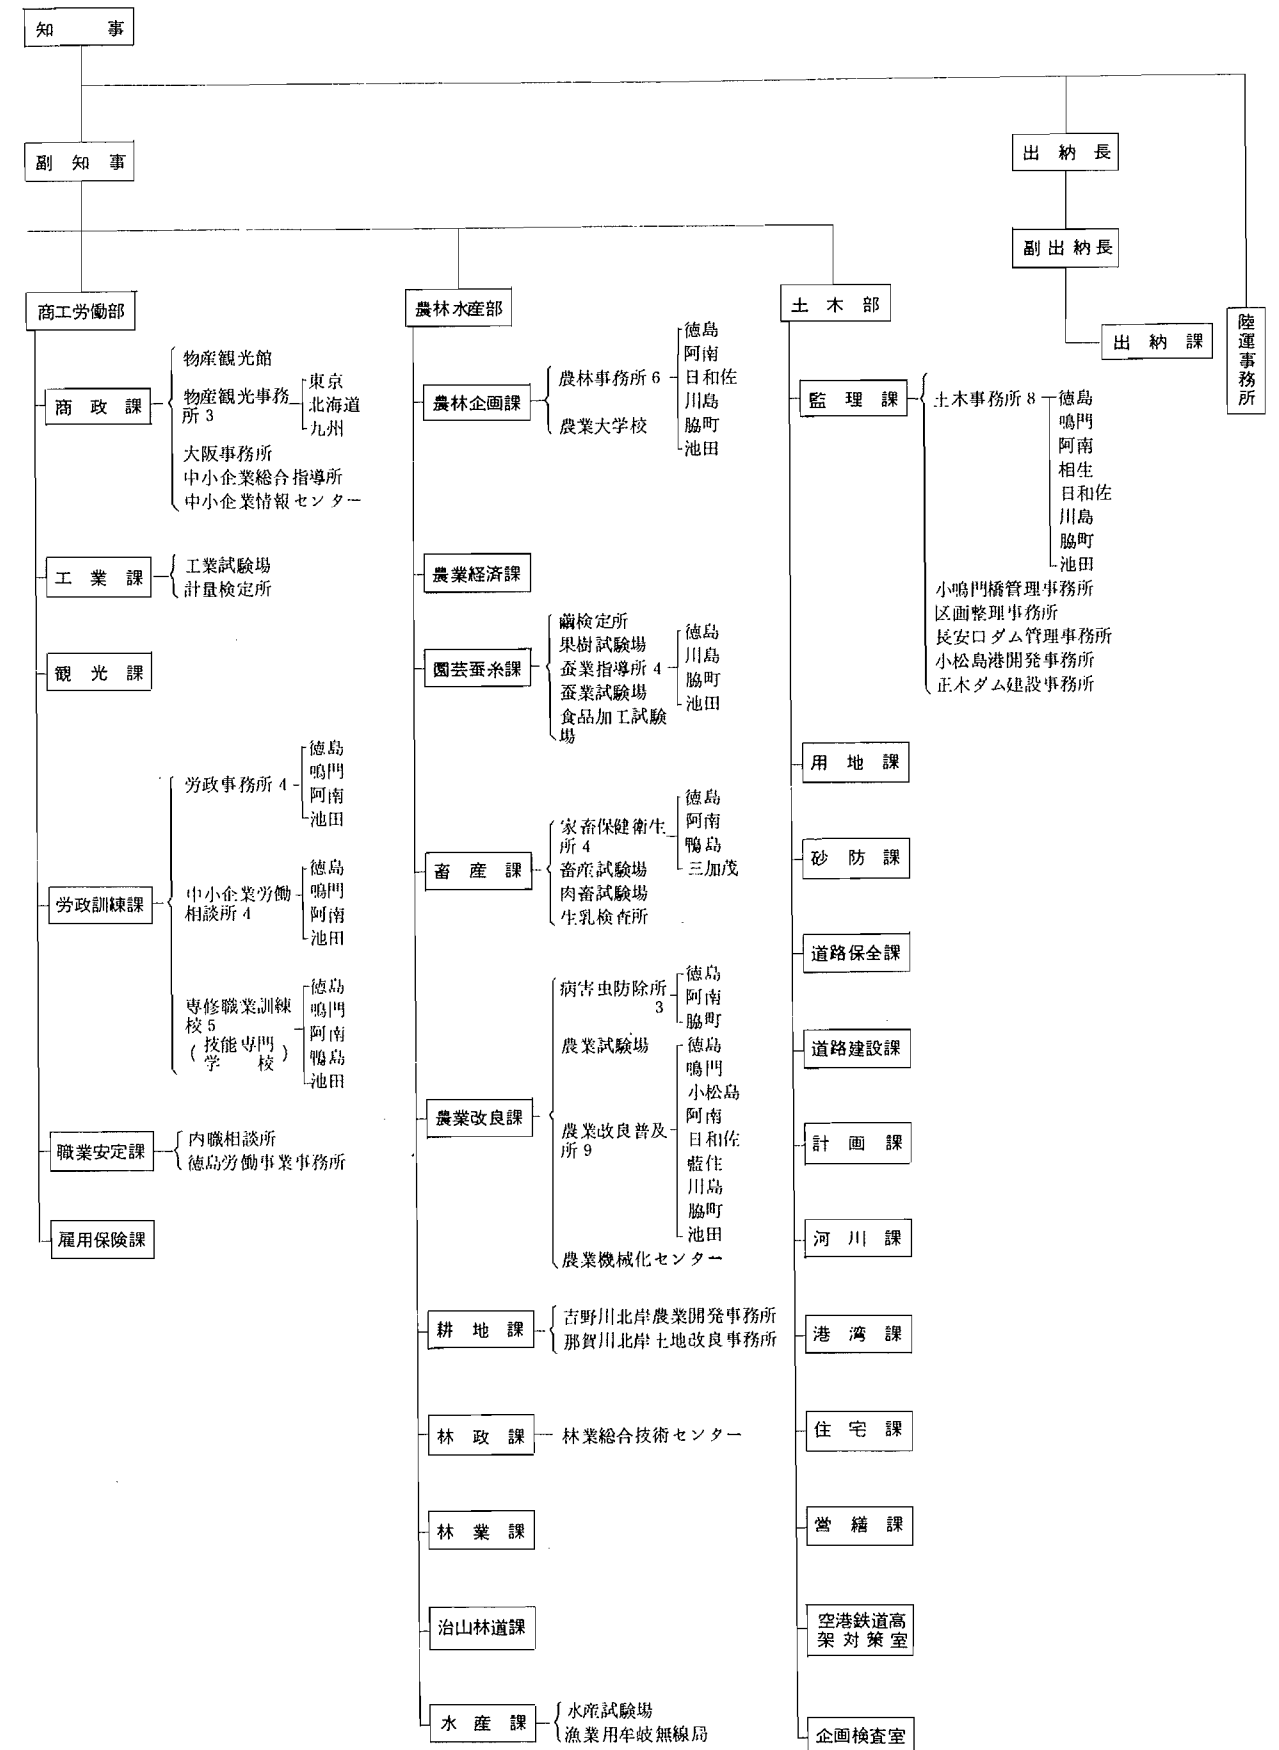 知事
副知事
出納長
副出納長
出納課
陸運事務所
商工労働部
商政課
物産観光館
物産観光事務
所3
東京
北海道
九州
大阪事務所
中小企業総合指導所
中小企業情報センター
工業課
工業試験場
計量検定所
観光課
労政訓練課
労政事務所4
徳島
鳴門
阿南
池田
中小企業労働
相談所4
徳島
鳴門
阿南
池田
専修職業訓練
校5
(技能専門
学校)
徳島
鳴門
阿南
鴨島
池田
職業安定課
内職相談所
徳島労働事業事務所
雇用保険課
農林水産部
農林企画課
農林事務所6
徳島
阿南
日和佐
川島
脇町
池田
農業大学校
農業経済課
園芸蚕糸課
繭検定所
果樹試験場
蚕業指導所4
徳島
川島
脇町
池田
蚕業試験場
食品加工試験
場
畜産課
家畜保健衛生
所4
徳島
阿南
鴨島
三加茂
畜産試験場
肉畜試験場
生乳検査所
農業改良課
病害虫防除所
3
徳島
阿南
脇町
農業試験場
農業改良普及
所9
徳島
鳴門
小松島
阿南
日和佐
藍住
川島
脇町
池田
農業機械化センター
耕地課
吉野川北岸農業開発事務所
那賀川北岸土地改良事務所
林政課
林業総合技術センター
林業課
治山林道課
水産課
水産試験場
漁業用牟岐無線局
土木部
監理課
土木事務所8
徳島
鳴門
阿南
相生
日和佐
川島
脇町
池田
小鳴門橋管理事務所
区画整理事務所
長安口ダム管理事務所
小松島港開発事務所
正木ダム建設事務所
用地課
砂防課
道路保全課
道路建設課
計画課
河川課
港湾課
住宅課
営繕課
空港鉄道高
架対策室
企画検査室